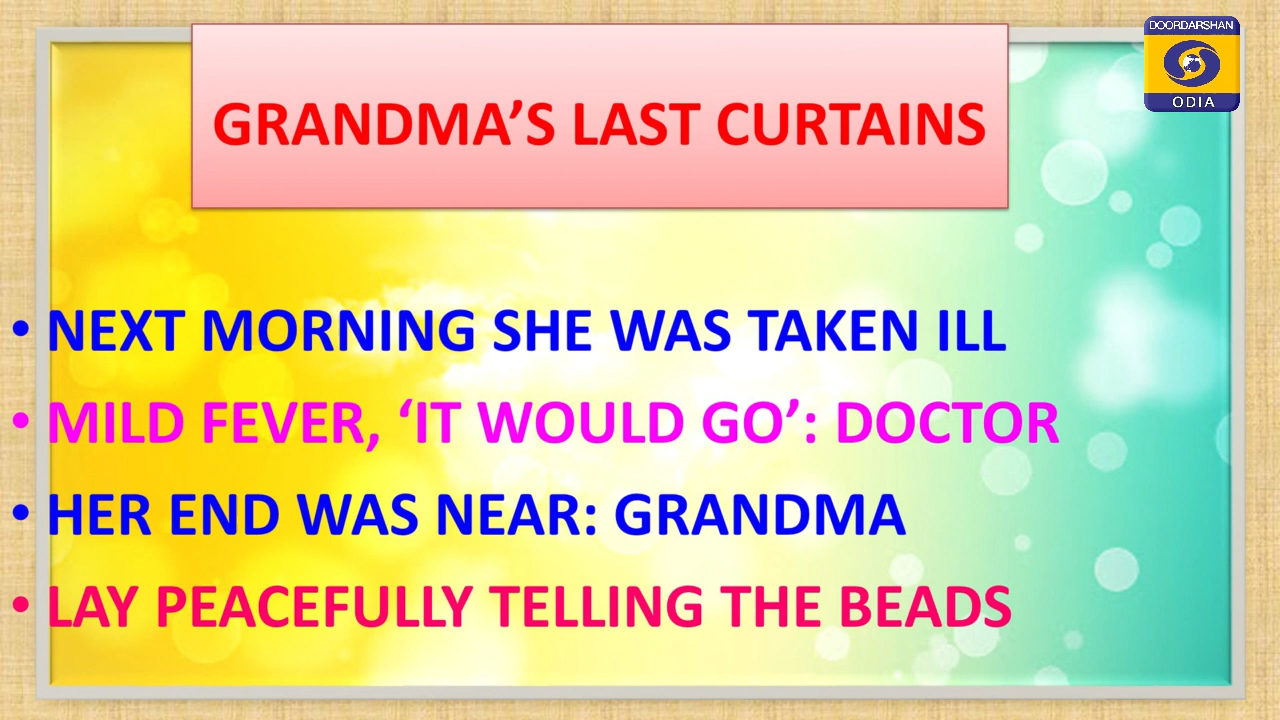 DOORDARSHAN
ODIA
GRANDMA’S LAST CURTAINS
• NEXT MORNING SHE WAS TAKEN ILL
• MILD FEVER, ‘IT WOULD GO’: DOCTOR
• HER END WAS NEAR: GRANDMA
• LAY PEACEFULLY TELLING THE BEADS